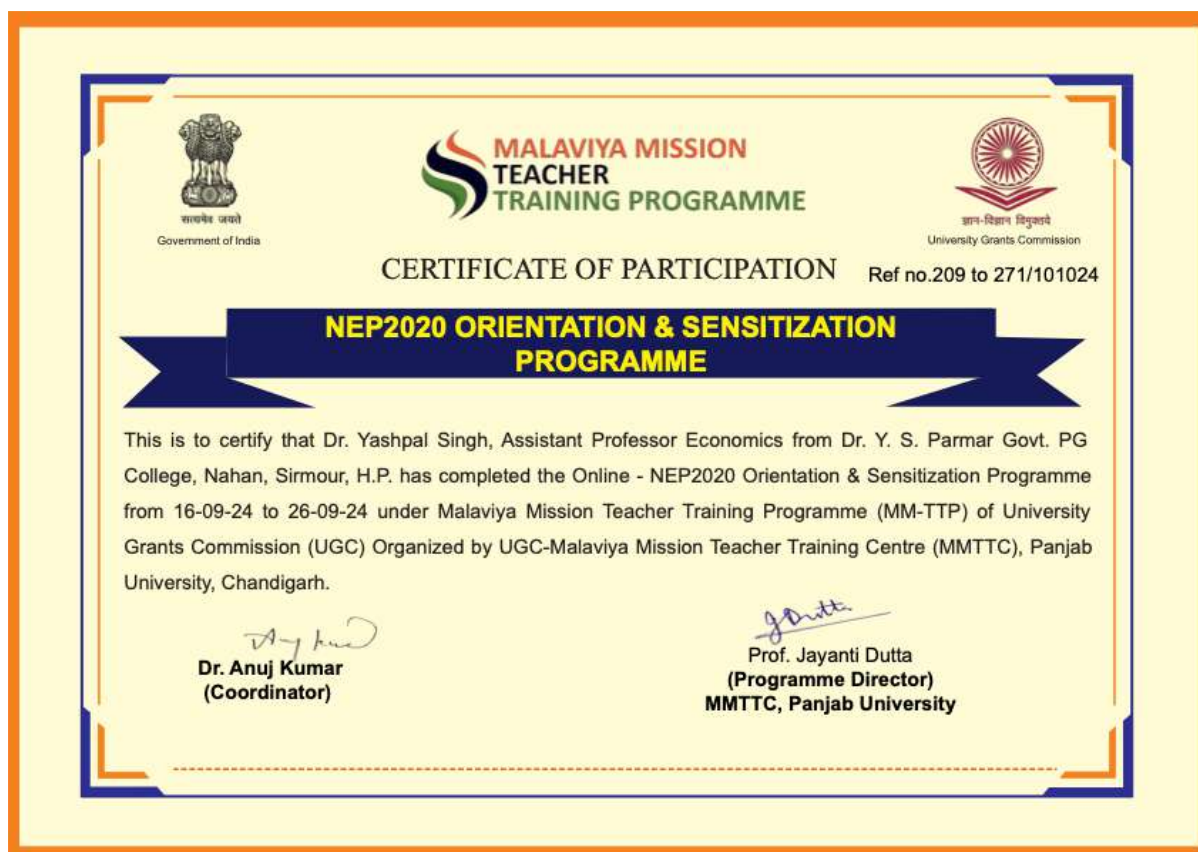 सत्यमेव जयते
Government of India
MALAVIYA MISSION
TEACHER
TRAINING PROGRAMME
ज्ञान-विज्ञान विमुक्तये
University Grants Commission
CERTIFICATE OF PARTICIPATION
Ref no.209 to 271/101024
NEP2020 ORIENTATION & SENSITIZATION
PROGRAMME
This is to certify that Dr. Yashpal Singh, Assistant Professor Economics from Dr. Y. S. Parmar Govt. PG
College, Nahan, Sirmour, H.P. has completed the Online - NEP2020 Orientation & Sensitization Programme
from 16-09-24 to 26-09-24 under Malaviya Mission Teacher Training Programme (MM-TTP) of University
Grants Commission (UGC) Organized by UGC-Malaviya Mission Teacher Training Centre (MMTTC), Panjab
University, Chandigarh.
Dr. Anuj Kumar
(Coordinator)
JDutta
Prof. Jayanti Dutta
(Programme Director)
MMTTC, Panjab University